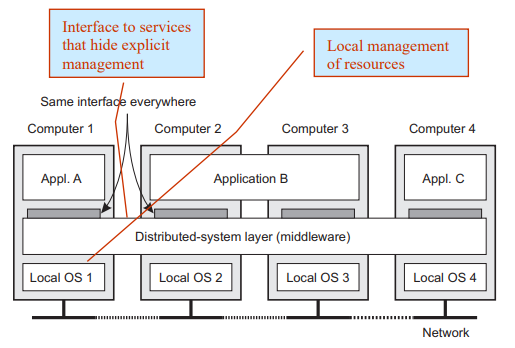 Interface to services
that hide explicit
management
Local management
of resources
Same interface everywhere
Computer 1
Computer 2
Computer 3
Computer 4
Appl. A
Application B
Appl. C
Distributed-system layer (middleware)
Local OS 1
Local OS 2
Local OS 3
Local OS 4
Network